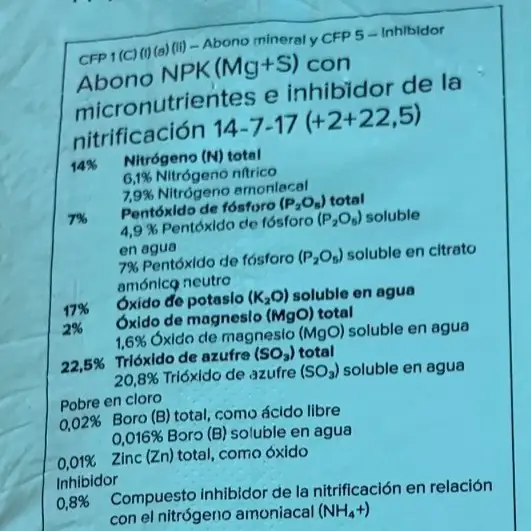 CFP 1 (C) (I) (a) (ii) – Abono mineral y CFP 5 – Inhibidor
Abono NPK (Mg+S) con
micronutrientes e inhibidor de la
nitrificación 14-7-17 (+2+22,5)
14% Nitrógeno (N) total
6,1% Nitrógeno nítrico
7,9% Nitrógeno amoniacal
7% Pentóxido de fósforo (P₂O₅) total
4,9 % Pentóxido de fósforo (P₂O₅) soluble
en agua
7% Pentóxido de fósforo (P₂O₅) soluble en citrato
amónico neutro
17% Óxido de potasio (K₂O) soluble en agua
2% Óxido de magnesio (MgO) total
1,6% Óxido de magnesio (MgO) soluble en agua
22,5% Trióxido de azufre (SO₃) total
20,8% Trióxido de azufre (SO₃) soluble en agua
Pobre en cloro
0,02% Boro (B) total, como ácido libre
0,016% Boro (B) soluble en agua
0,01% Zinc (Zn) total, como óxido
Inhibidor
0,8% Compuesto inhibidor de la nitrificación en relación
con el nitrógeno amoniacal (NH₄+)